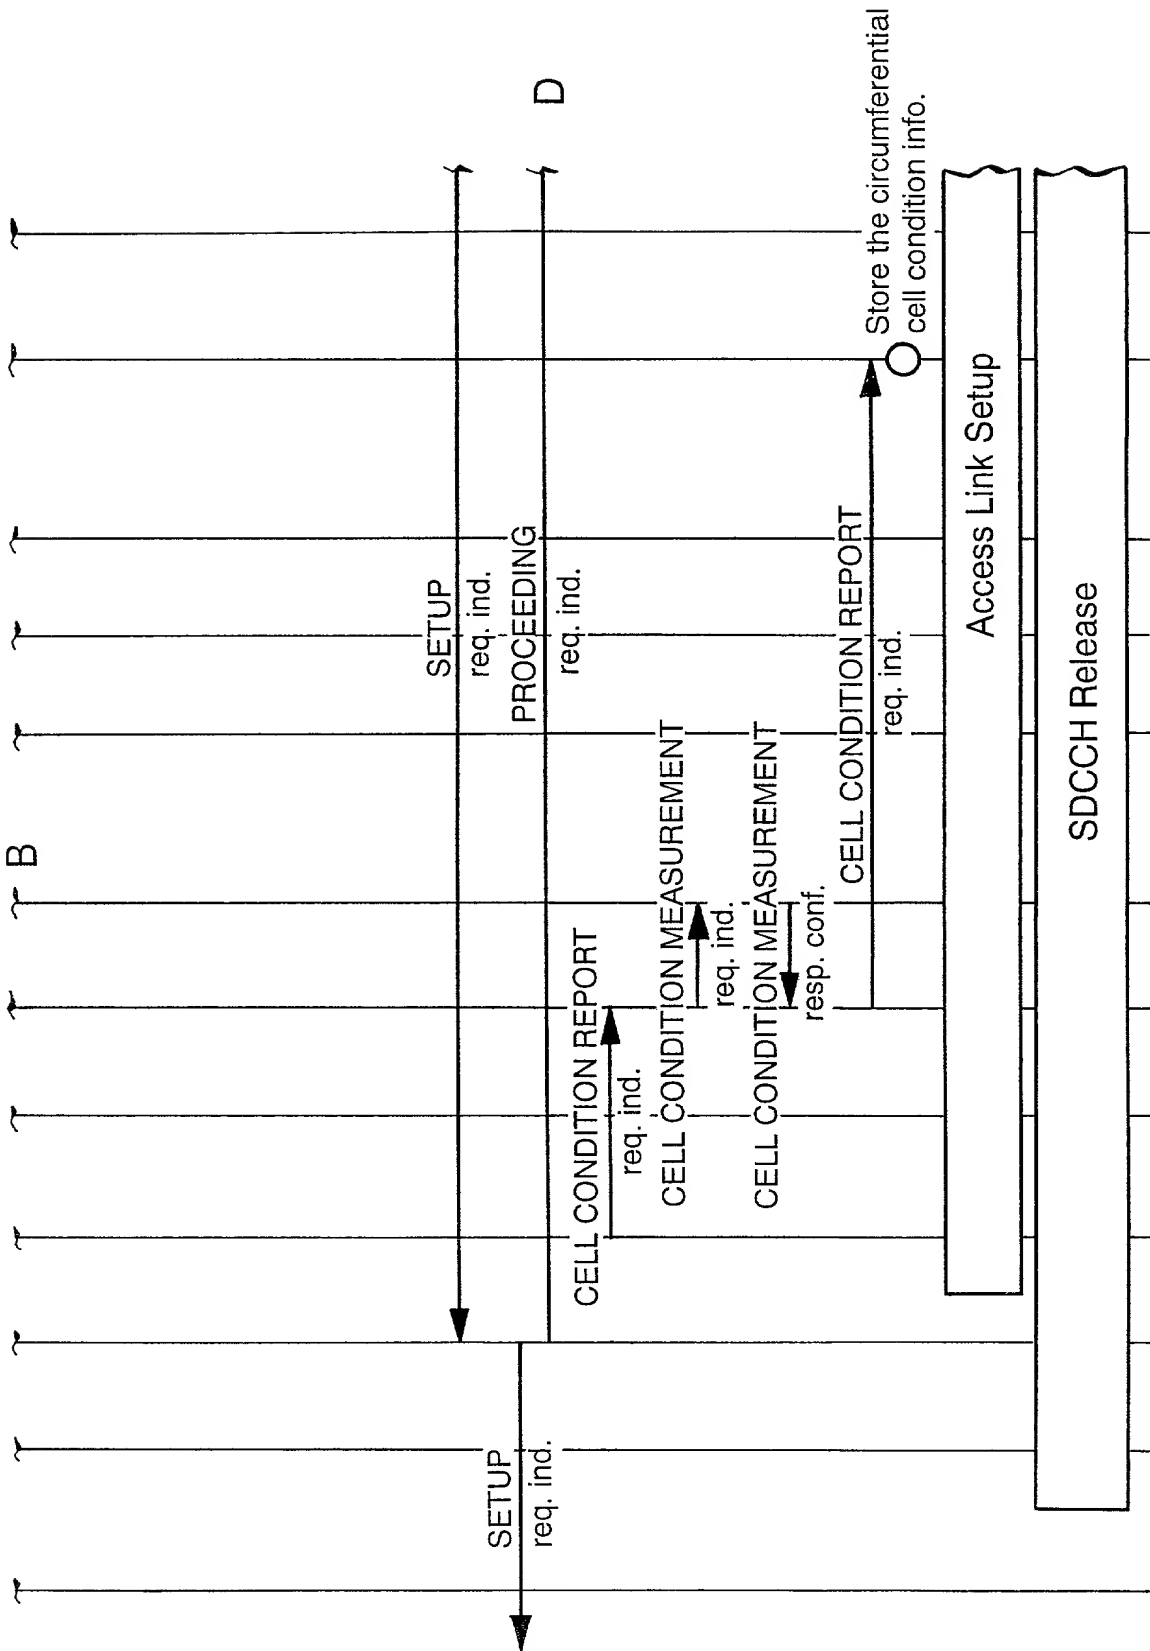 B
SETUP
req. ind.
D
PROCEEDING
req. ind.
SETUP
req. ind.
CELL CONDITION REPORT
req. ind.
CELL CONDITION MEASUREMENT
req. ind.
CELL CONDITION MEASUREMENT
resp. conf.
CELL CONDITION REPORT
req. ind.
Store the circumferential
cell condition info.
Access Link Setup
SDCCH Release